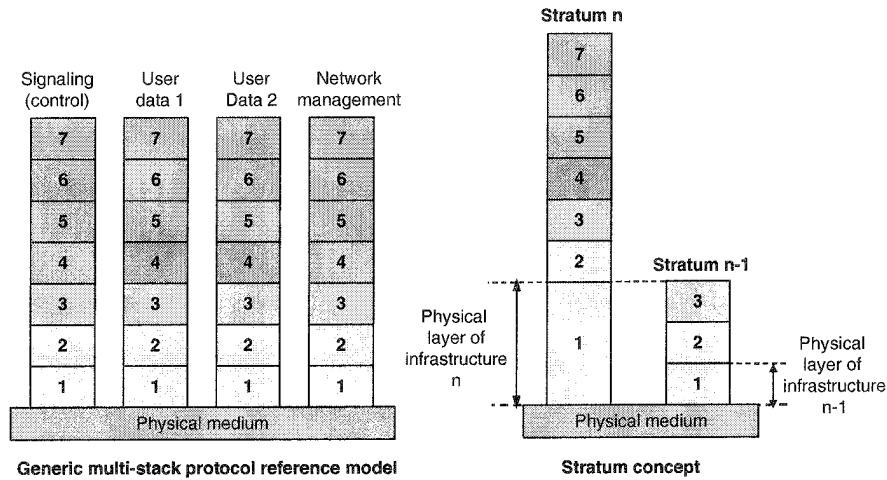 Signaling
(control)
User
data 1
User
Data 2
Network
management
7
7
7
7
6
6
6
6
5
5
5
5
4
4
4
4
3
3
3
3
2
2
2
2
1
1
1
1
Physical medium
Generic multi-stack protocol reference model
Stratum n
7
6
5
4
3
2
1
Physical
layer of
infrastructure
n
Stratum n-1
3
2
1
Physical
layer of
infrastructure
n-1
Physical medium
Stratum concept